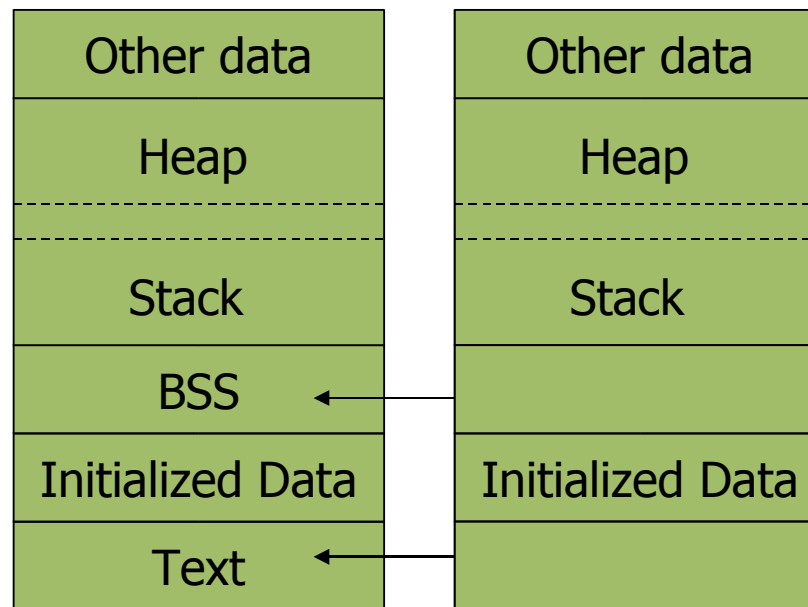 Other data
Heap
Stack
BSS
Initialized Data
Text
Other data
Heap
Stack
Initialized Data